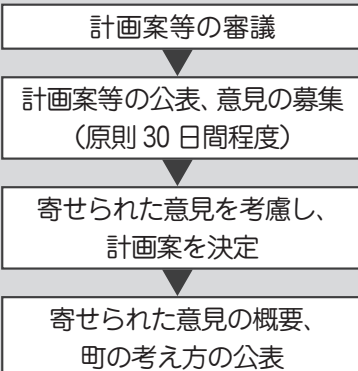 計画案等の審議
計画案等の公表、意見の募集
（原則 30 日間程度）
寄せられた意見を考慮し、
計画案を決定
寄せられた意見の概要、
町の考え方の公表